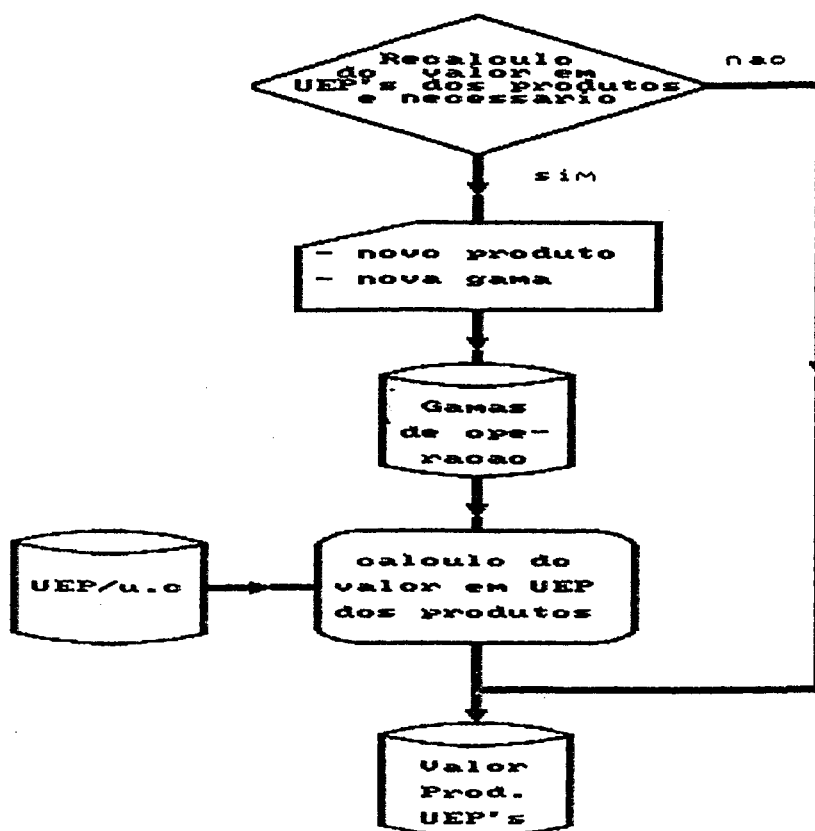 Recalculo
do valor em
UEP's dos produtos
e necessario
nao
sim
- novo produto
- nova gama
Gamas
de ope-
racao
UEP/u.c
calculo do
valor em UEP
dos produtos
Valor
Prod.
UEP's